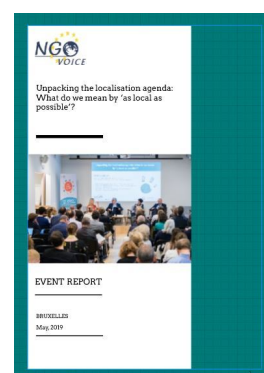 NGO
VOICE
Unpacking the localisation agenda:
What do we mean by ‘as local as
possible’?
EVENT REPORT
BRUXELLES
May, 2019